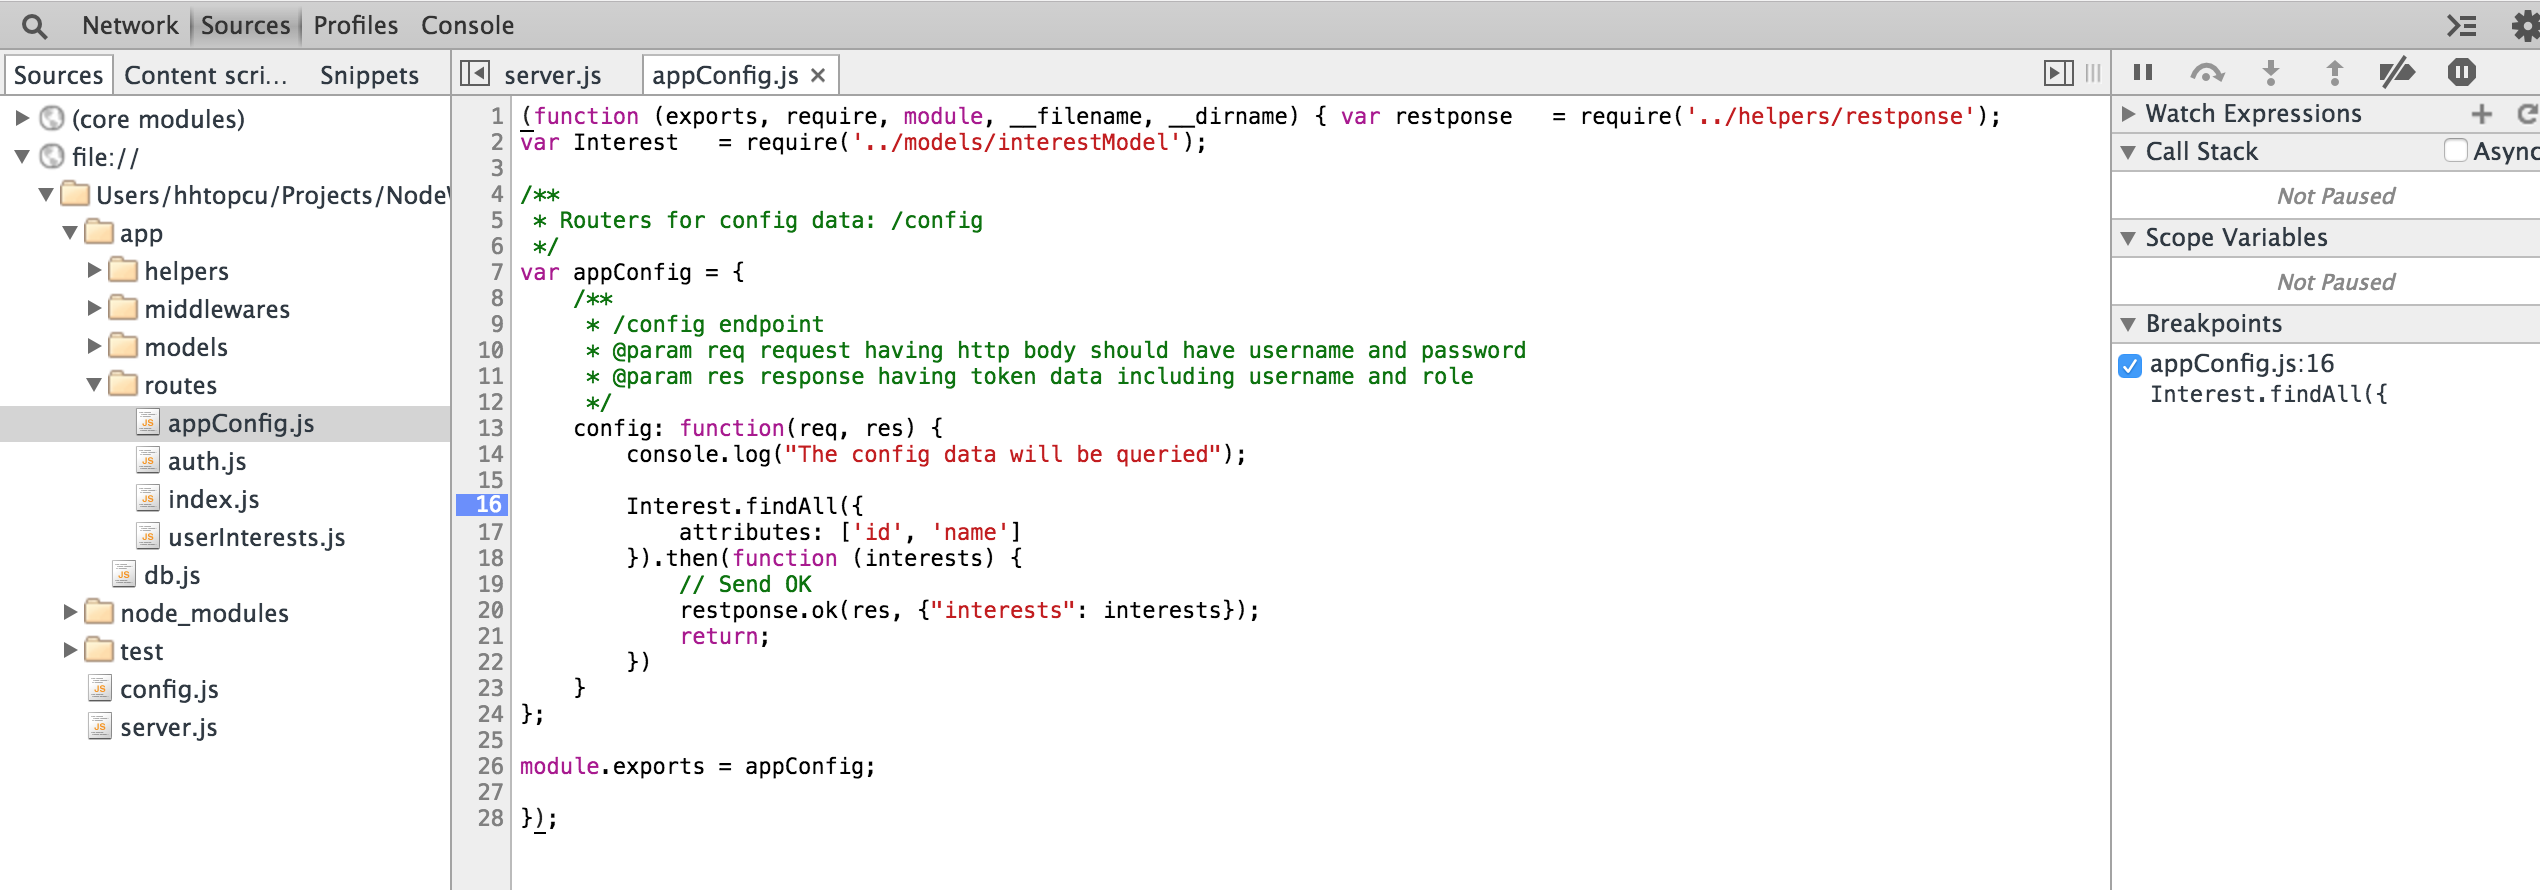 Network Sources Profiles Console
Sources Content scri... Snippets
(core modules)
file://
Users/hhtopcu/Projects/Node
app
helpers
middlewares
models
routes
appConfig.js
auth.js
index.js
userInterests.js
db.js
node_modules
test
config.js
server.js
server.js appConfig.js ×
1 (function (exports, require, module, __filename, __dirname) { var restponse   = require('../helpers/restponse');
2 var Interest   = require('../models/interestModel');
3
4 /**
5  * Routers for config data: /config
6  */
7 var appConfig = {
8     /**
9      * /config endpoint
10      * @param req request having http body should have username and password
11      * @param res response having token data including username and role
12      */
13     config: function(req, res) {
14         console.log("The config data will be queried");
15
16         Interest.findAll({
17             attributes: ['id', 'name']
18         }).then(function (interests) {
19             // Send OK
20             restponse.ok(res, {"interests": interests});
21             return;
22         })
23     }
24 };
25
26 module.exports = appConfig;
27
28 });
Watch Expressions
Call Stack Async
Not Paused
Scope Variables
Not Paused
Breakpoints
appConfig.js:16
Interest.findAll({